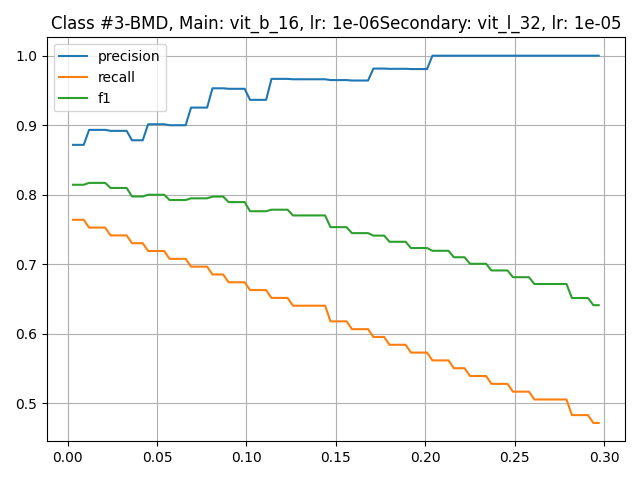 Class #3-BMD, Main: vit_b_16, lr: 1e-06Secondary: vit_l_32, lr: 1e-05
precision
recall
f1
1.0
0.9
0.8
0.7
0.6
0.5
0.00 0.05 0.10 0.15 0.20 0.25 0.30